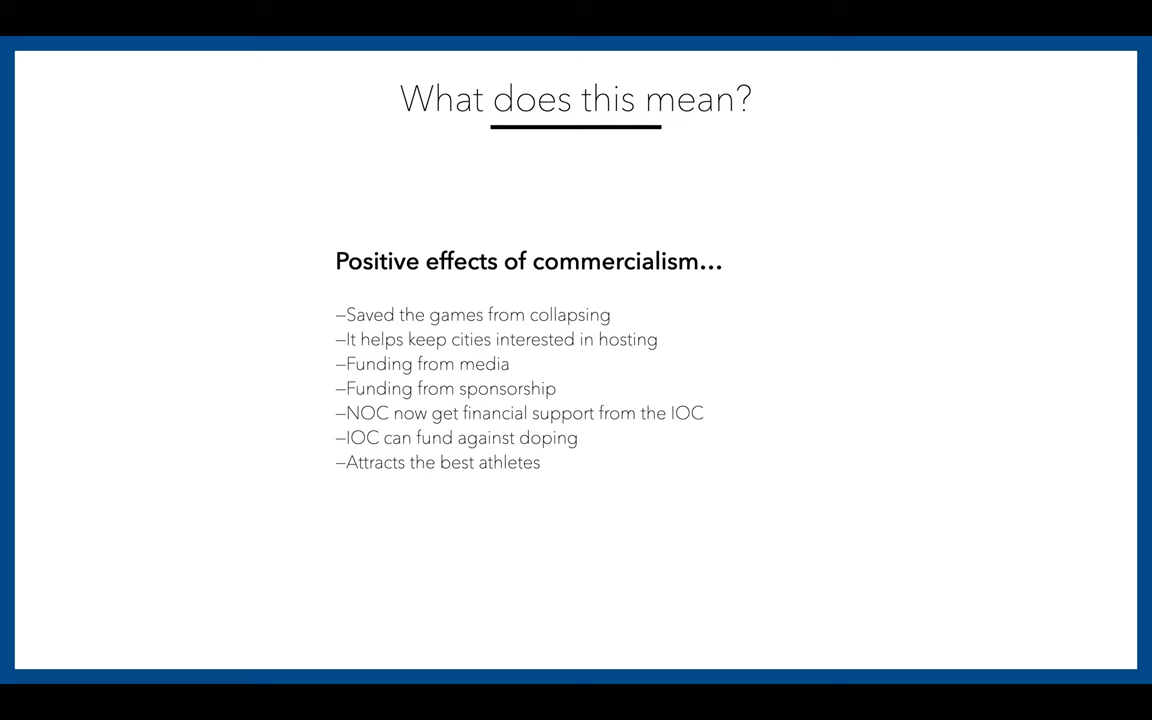 What does this mean?
Positive effects of commercialism...
–Saved the games from collapsing
–It helps keep cities interested in hosting
–Funding from media
–Funding from sponsorship
–NOC now get financial support from the IOC
–IOC can fund against doping
–Attracts the best athletes